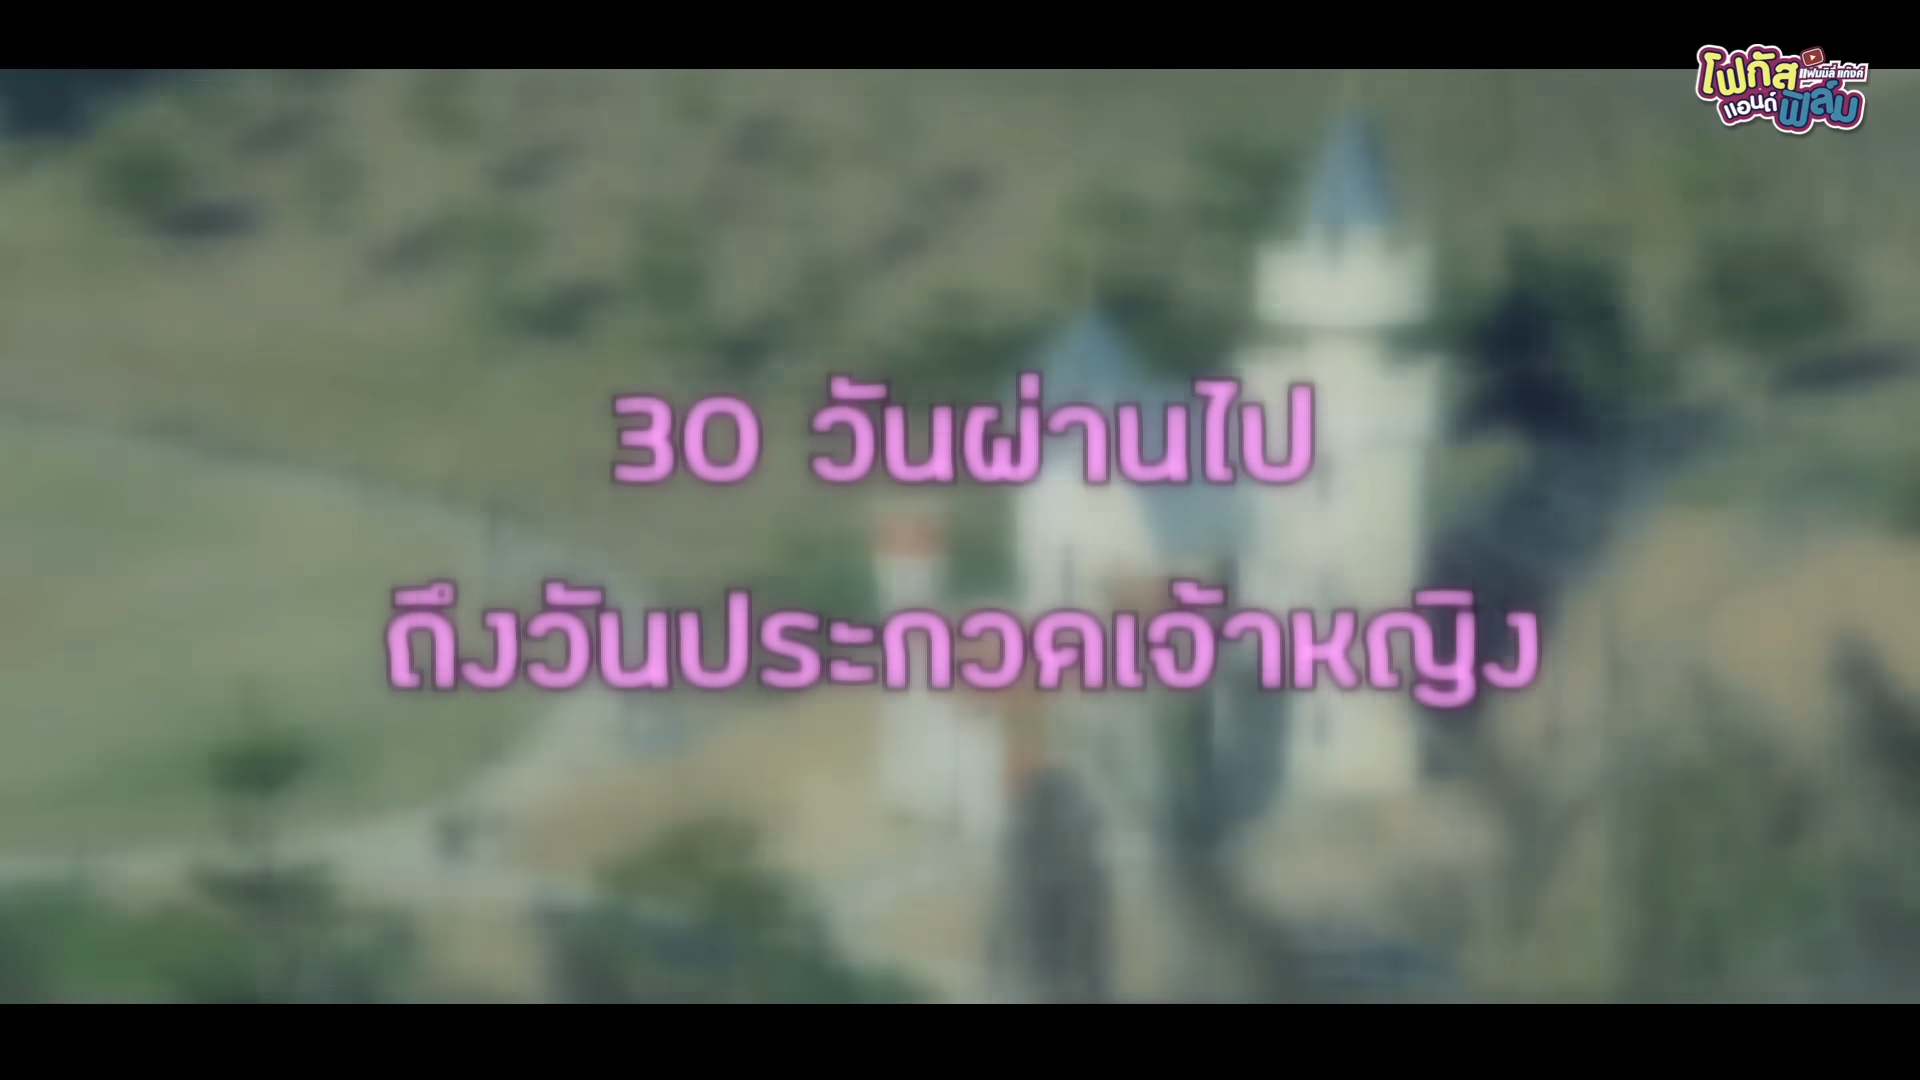 โฟกัส แฟมมิลี่ แก๊งค์
แอนด์ ฟิล์ม
30 วันผ่านไป
ถึงวันประกวดเจ้าหญิง